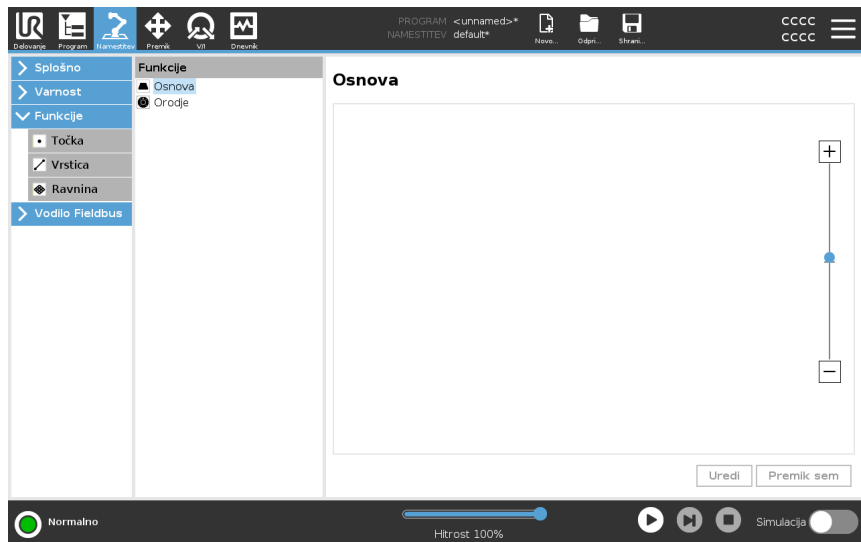 UR
Delovanje
Program
Namestitev
Premik
V/I
Dnevnik
PROGRAM <unnamed>*
NAMESTITEV default*
Novo...
Odpri...
Shrani...
cccc
cccc
Splošno
Varnost
Funkcije
Točka
Vrstica
Ravnina
Vodilo Fieldbus
Funkcije
Osnova
Orodje
Osnova
Uredi
Premik sem
Normalno
Hitrost 100%
Simulacija